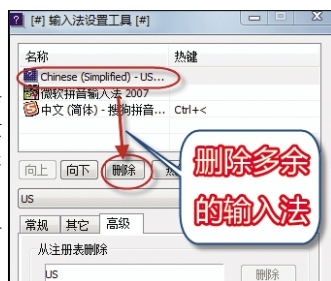 [#] 输入法设置工具 [#]
名称 热键
Chinese (Simplified) - US...
微软拼音输入法 2007
中文 (简体) - 搜狗拼音... Ctrl+<
向上 向下 删除
删除多余
的输入法
US
常规 其它 高级
从注册表删除
US 删除